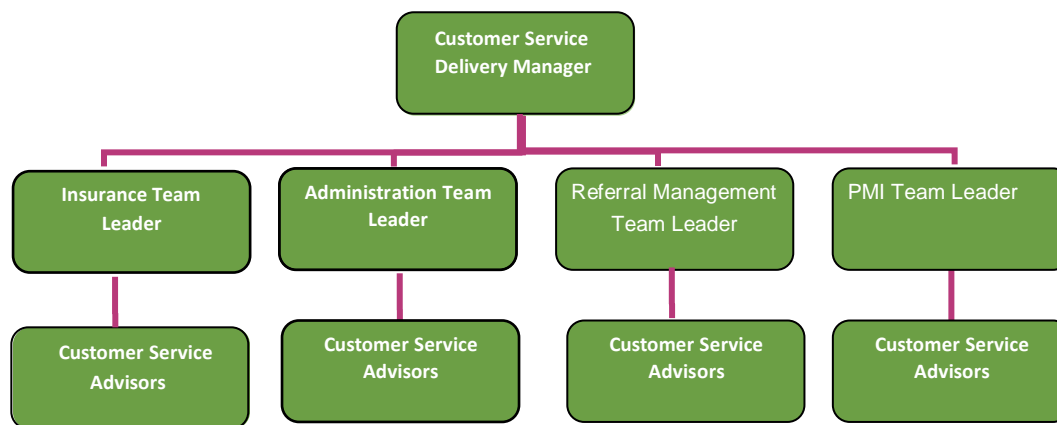 Customer Service
Delivery Manager
Insurance Team
Leader
Administration Team
Leader
Referral Management
Team Leader
PMI Team Leader
Customer Service
Advisors
Customer Service
Advisors
Customer Service
Advisors
Customer Service
Advisors